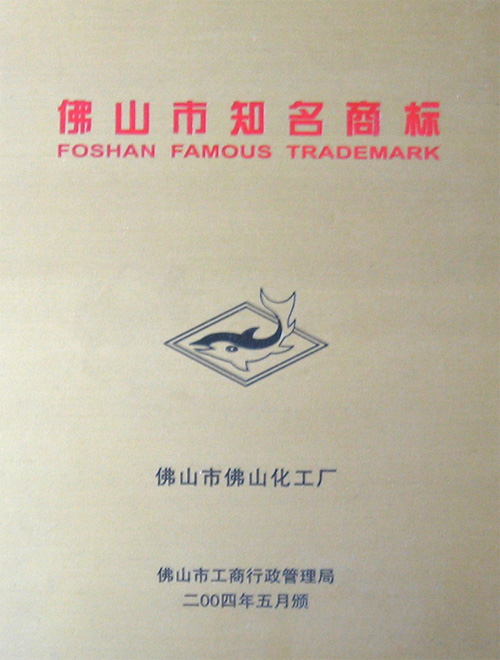 佛山市知名商标
FOSHAN FAMOUS TRADEMARK
佛山市佛山化工厂
佛山市工商行政管理局
二00四年五月颁